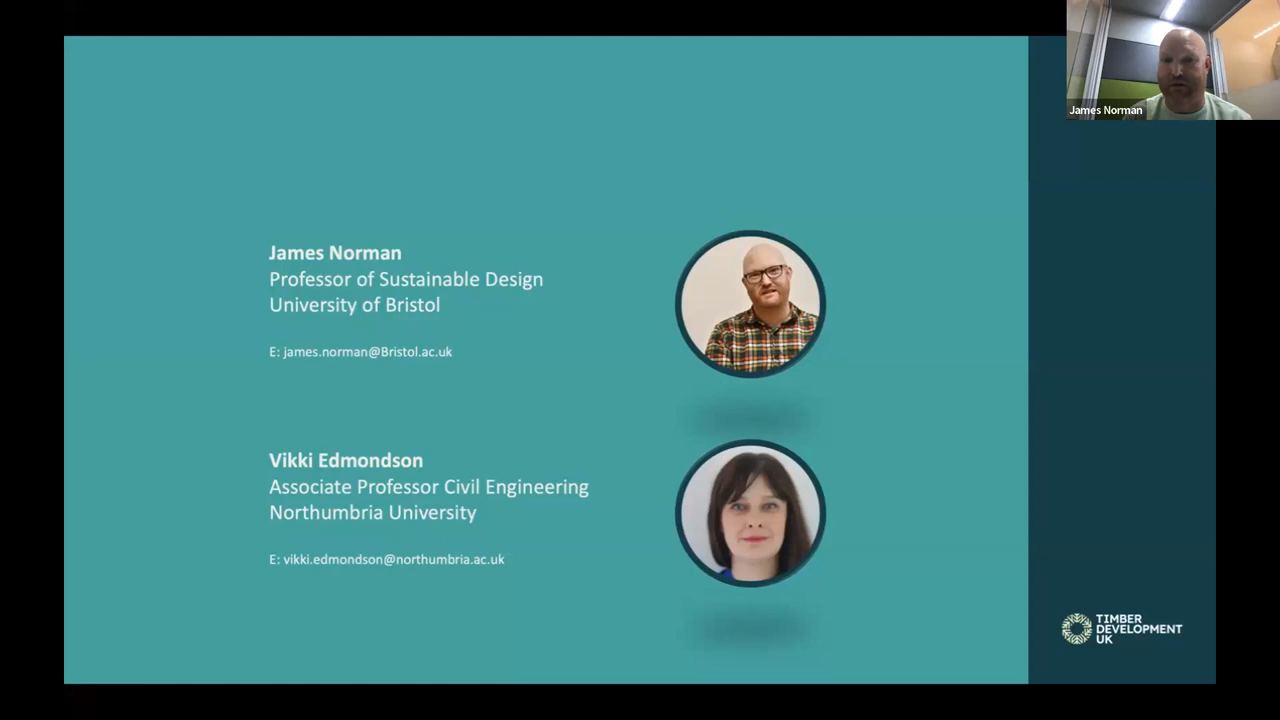 James Norman
James Norman
Professor of Sustainable Design
University of Bristol
E: james.norman@Bristol.ac.uk
Vikki Edmondson
Associate Professor Civil Engineering
Northumbria University
E: vikki.edmondson@northumbria.ac.uk
TIMBER
DEVELOPMENT
UK